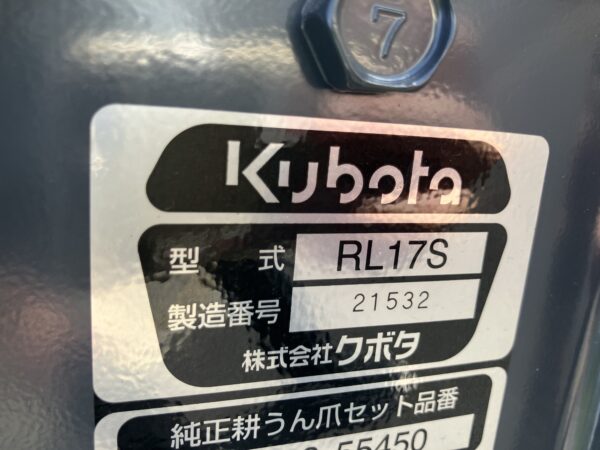 7
Kubota
型式 RL17S
製造番号 21532
株式会社クボタ
純正耕うん爪セット品番
55450